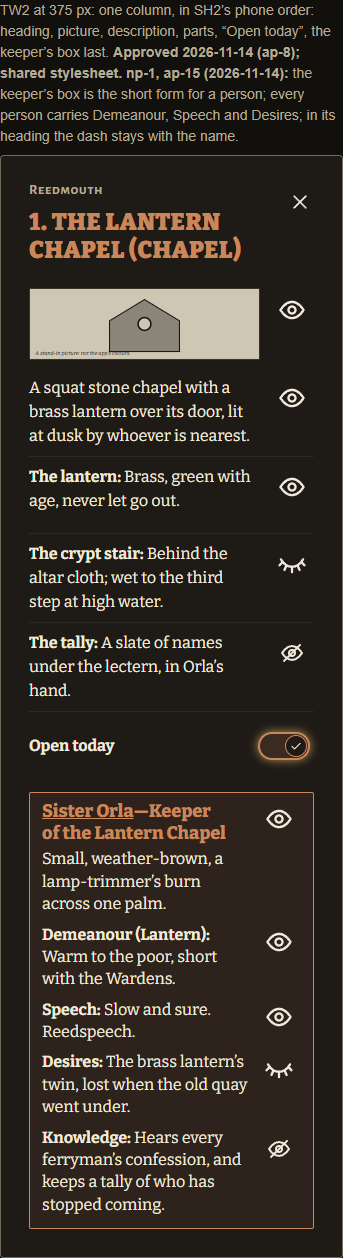 TW2 at 375 px: one column, in SH2's phone order:
heading, picture, description, parts, “Open today”, the
keeper's box last. Approved 2026-11-14 (ap-8);
shared stylesheet. np-1, ap-15 (2026-11-14): the
keeper's box is the short form for a person; every
person carries Demeanour, Speech and Desires; in its
heading the dash stays with the name.
Reedmouth
1. THE LANTERN
CHAPEL (CHAPEL)
A stand-in picture: not the app's
A squat stone chapel with a
brass lantern over its door, lit
at dusk by whoever is nearest.
The lantern: Brass, green with
age, never let go out.
The crypt stair: Behind the
altar cloth; wet to the third
step at high water.
The tally: A slate of names
under the lectern, in Orla's
hand.
Open today
Sister Orla—Keeper
of the Lantern Chapel
Small, weather-brown, a
lamp-trimmer's burn
across one palm.
Demeanour (Lantern):
Warm to the poor, short
with the Wardens.
Speech: Slow and sure.
Reedspeech.
Desires: The brass lantern's
twin, lost when the old quay
went under.
Knowledge: Hears every
ferryman's confession, and
keeps a tally of who has
stopped coming.